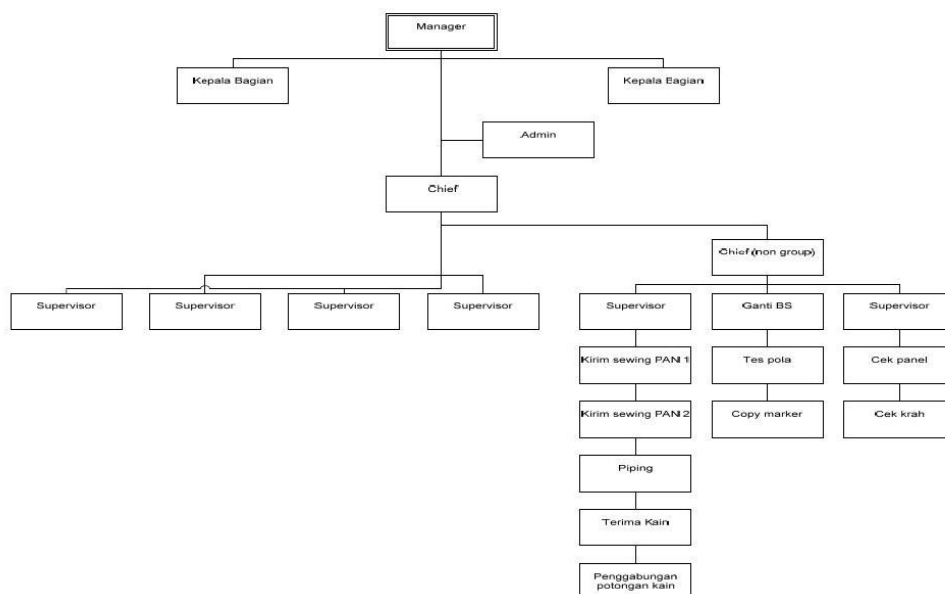 Manager
Kepala Bagian
Kepala Bagian
Admin
Chief
Chief (non group)
Supervisor
Supervisor
Supervisor
Supervisor
Supervisor
Ganti BS
Supervisor
Kirim sewing PAN 1
Tes pola
Cek panel
Kirim sewing PAN 2
Copy marker
Cek krah
Piping
Terima Kain
Penggabungan
potongan kain